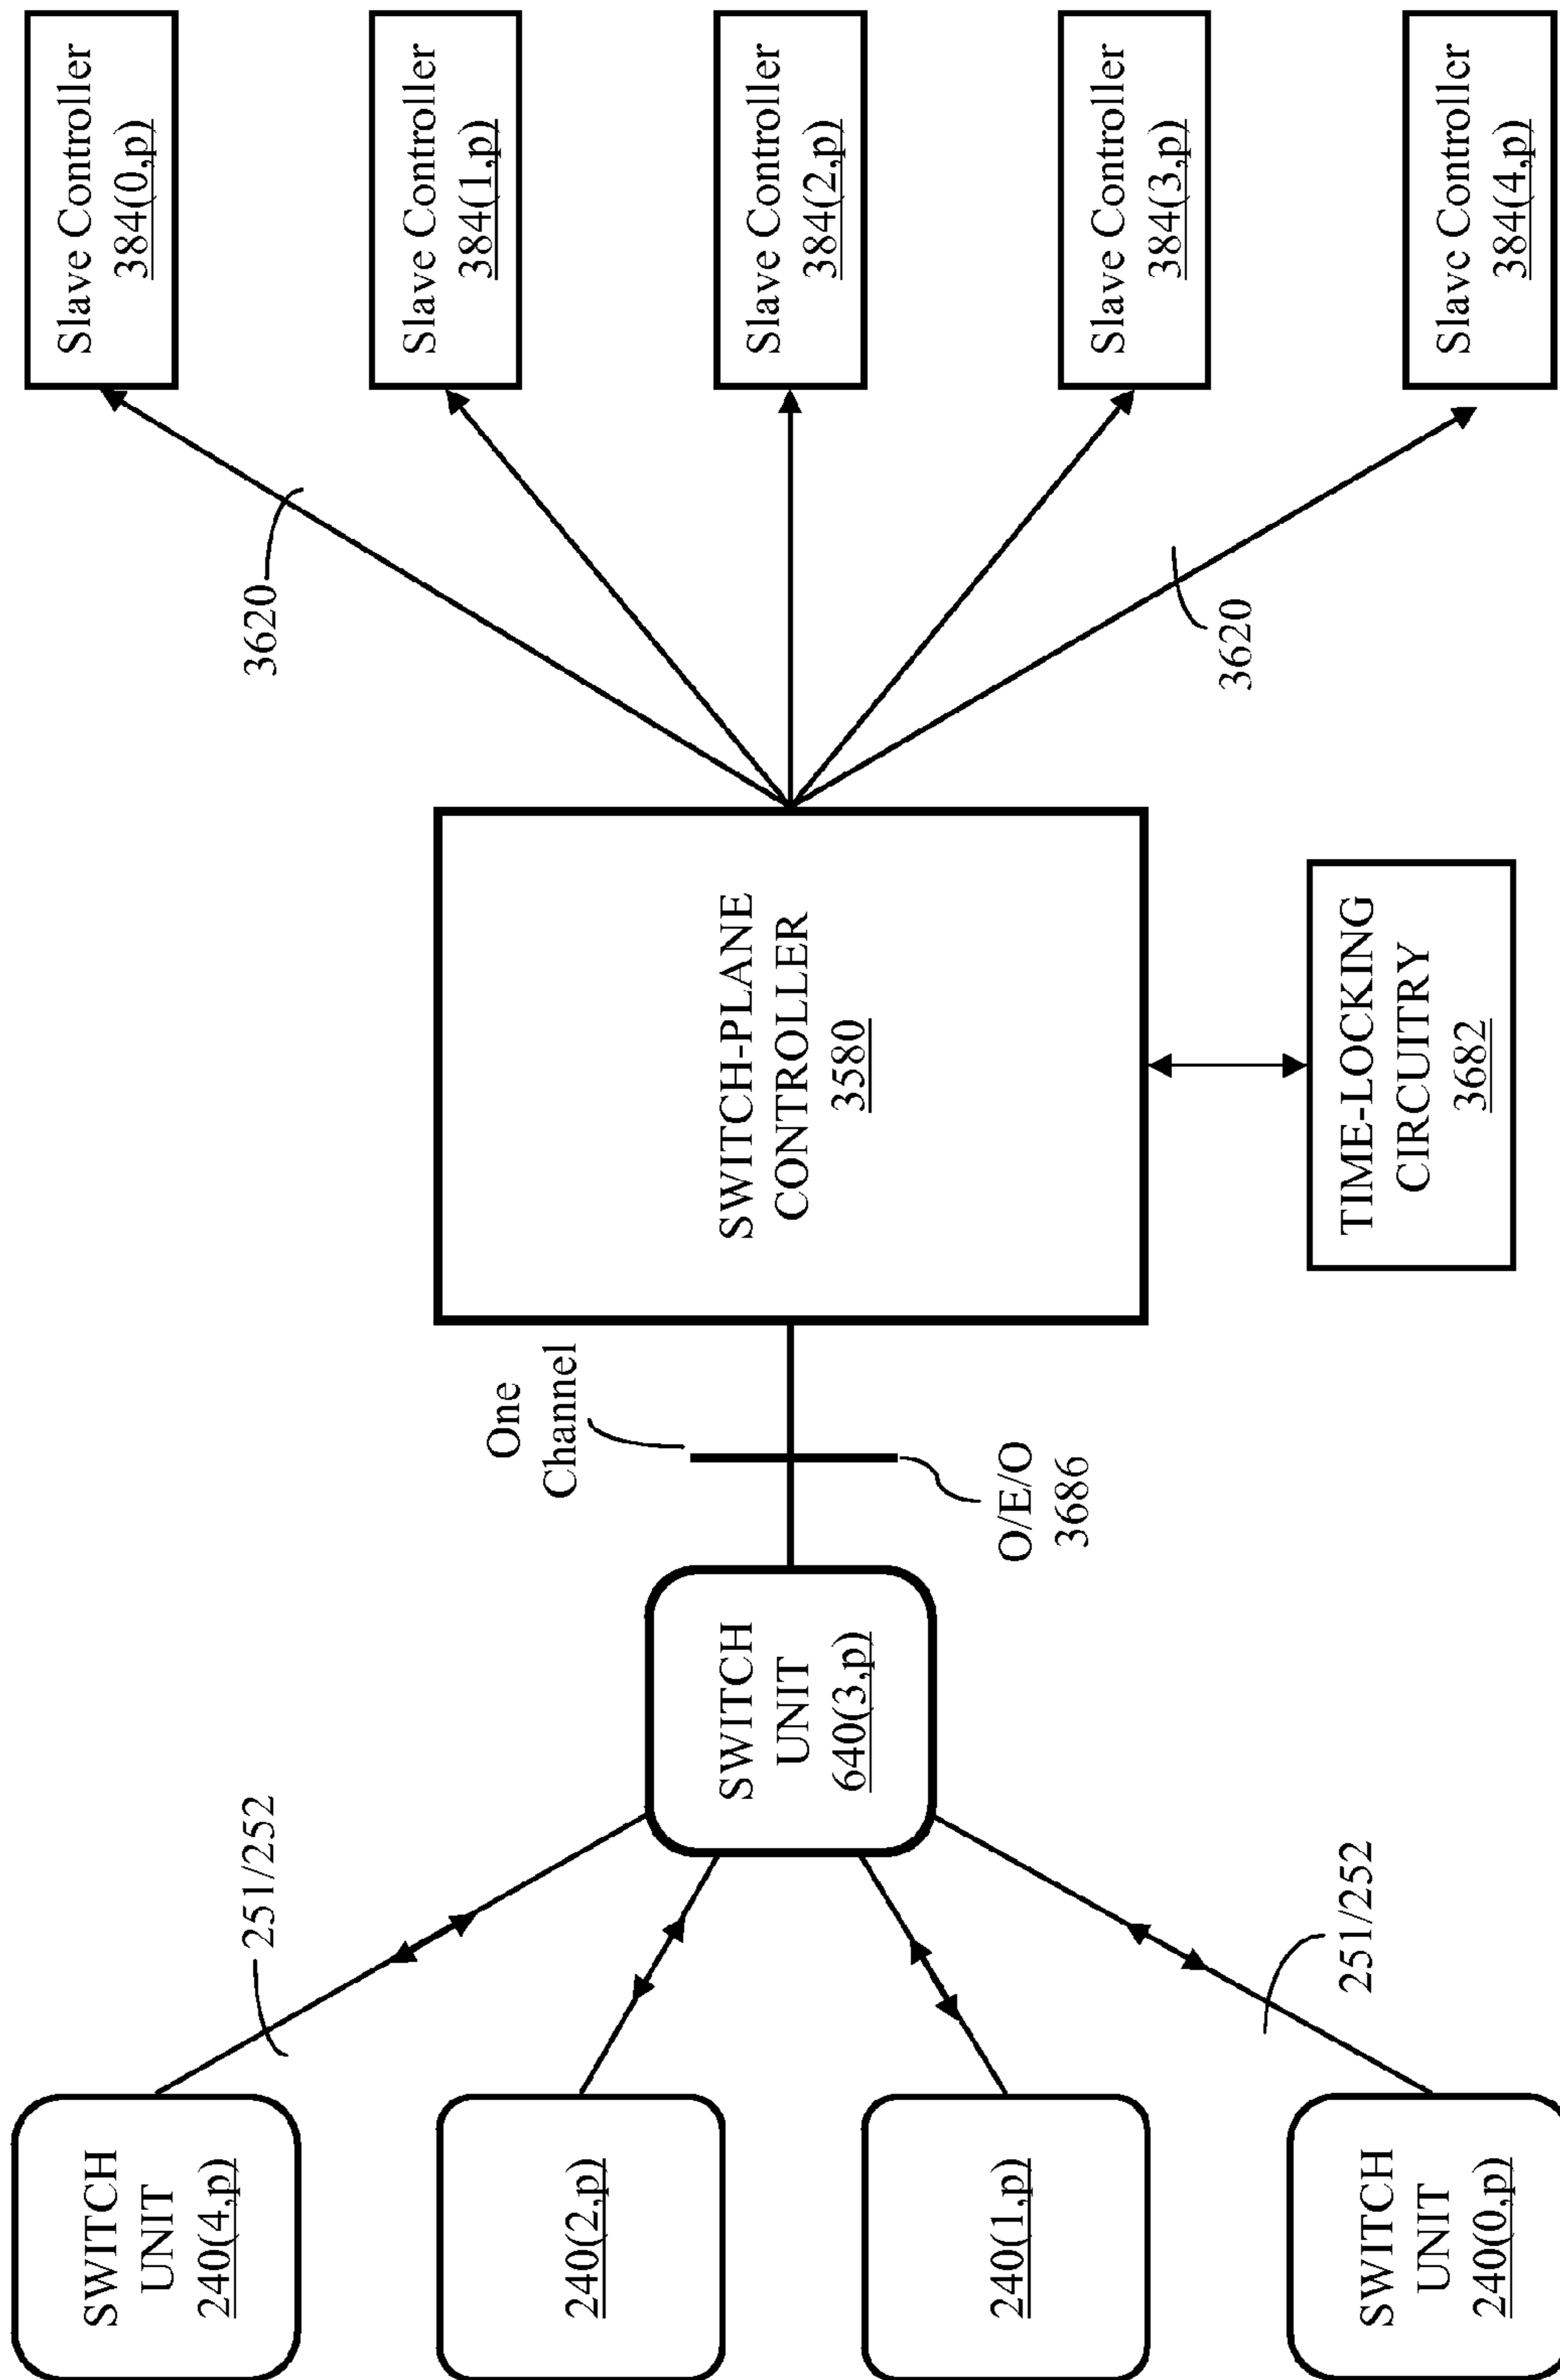 SWITCH
UNIT
240(4,p)
240(2,p)
240(1,p)
SWITCH
UNIT
240(0,p)
251/252
251/252
SWITCH
UNIT
640(3,p)
One
Channel
O/E/O
3686
SWITCH-PLANE
CONTROLLER
3580
TIME-LOCKING
CIRCUITRY
3682
3620
3620
Slave Controller
384(0,p)
Slave Controller
384(1,p)
Slave Controller
384(2,p)
Slave Controller
384(3,p)
Slave Controller
384(4,p)